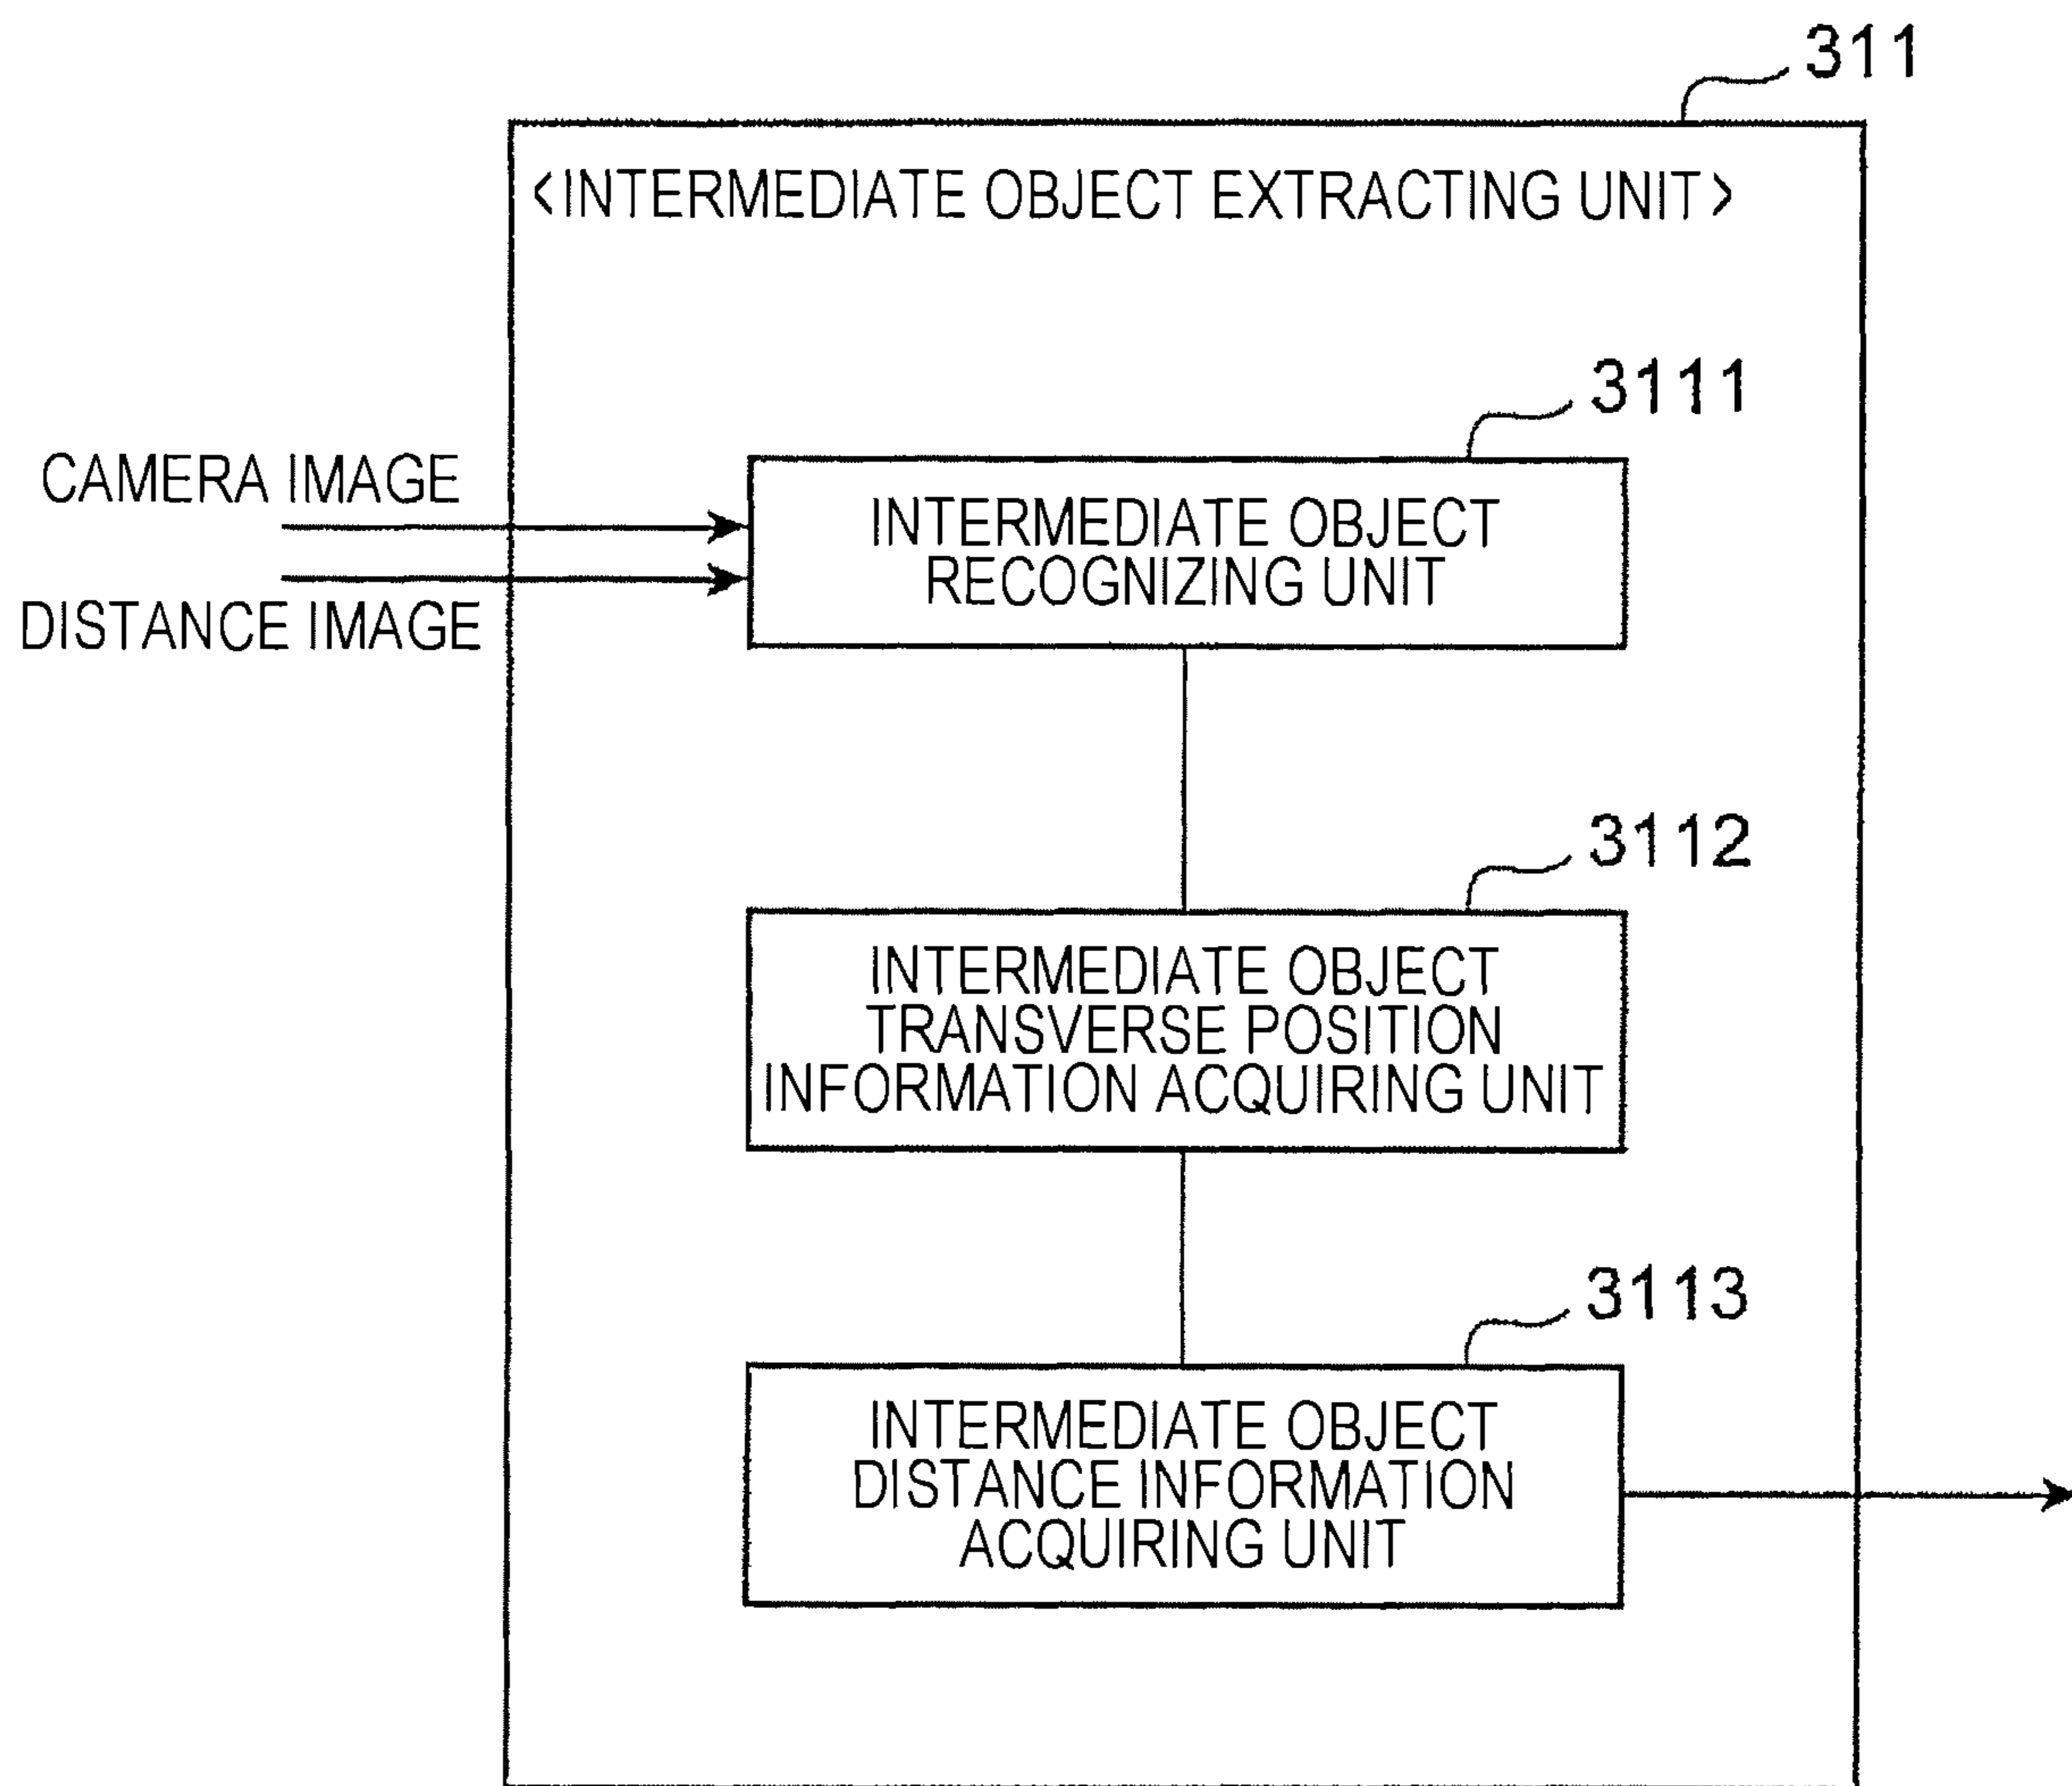 311
<INTERMEDIATE OBJECT EXTRACTING UNIT>
3111
CAMERA IMAGE
DISTANCE IMAGE
INTERMEDIATE OBJECT
RECOGNIZING UNIT
3112
INTERMEDIATE OBJECT
TRANSVERSE POSITION
INFORMATION ACQUIRING UNIT
3113
INTERMEDIATE OBJECT
DISTANCE INFORMATION
ACQUIRING UNIT